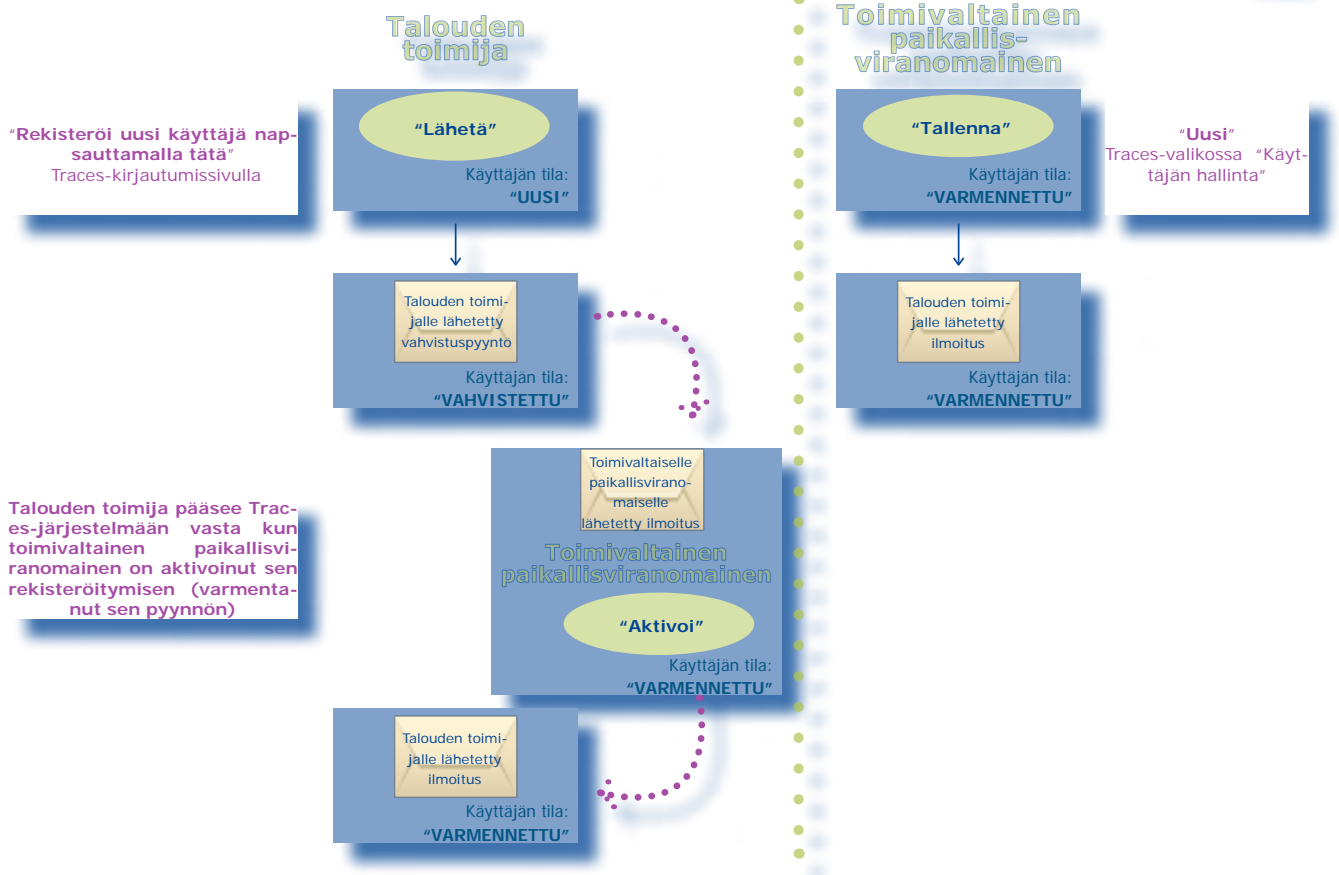 Talouden
toimija
“Rekisteröi uusi käyttäjä nap-
sauttamalla tätä”
Traces-kirjautumissivulla
“Lähetä”
Käyttäjän tila:
“UUSI”
Talouden toimi-
jalle lähetetty
vahvistuspyyntö
Käyttäjän tila:
“VAHVISTETTU”
Talouden toimija pääsee Trac-
es-järjestelmään vasta kun
toimivaltainen paikallisvi-
ranomainen on aktivoinut sen
rekisteröitymisen (varmenta-
nut sen pyynnön)
Toimivaltaiselle
paikallisvirano-
maiselle
lähetetty ilmoitus
Toimivaltainen
paikallisviranomainen
“Aktivoi”
Käyttäjän tila:
“VARMENNETTU”
Talouden toimi-
jalle lähetetty
ilmoitus
Käyttäjän tila:
“VARMENNETTU”
Toimivaltainen
paikallis-
viranomainen
“Tallenna”
Käyttäjän tila:
“VARMENNETTU”
“Uusi”
Traces-valikossa “Käyt-
täjän hallinta”
Talouden toimi-
jalle lähetetty
ilmoitus
Käyttäjän tila:
“VARMENNETTU”